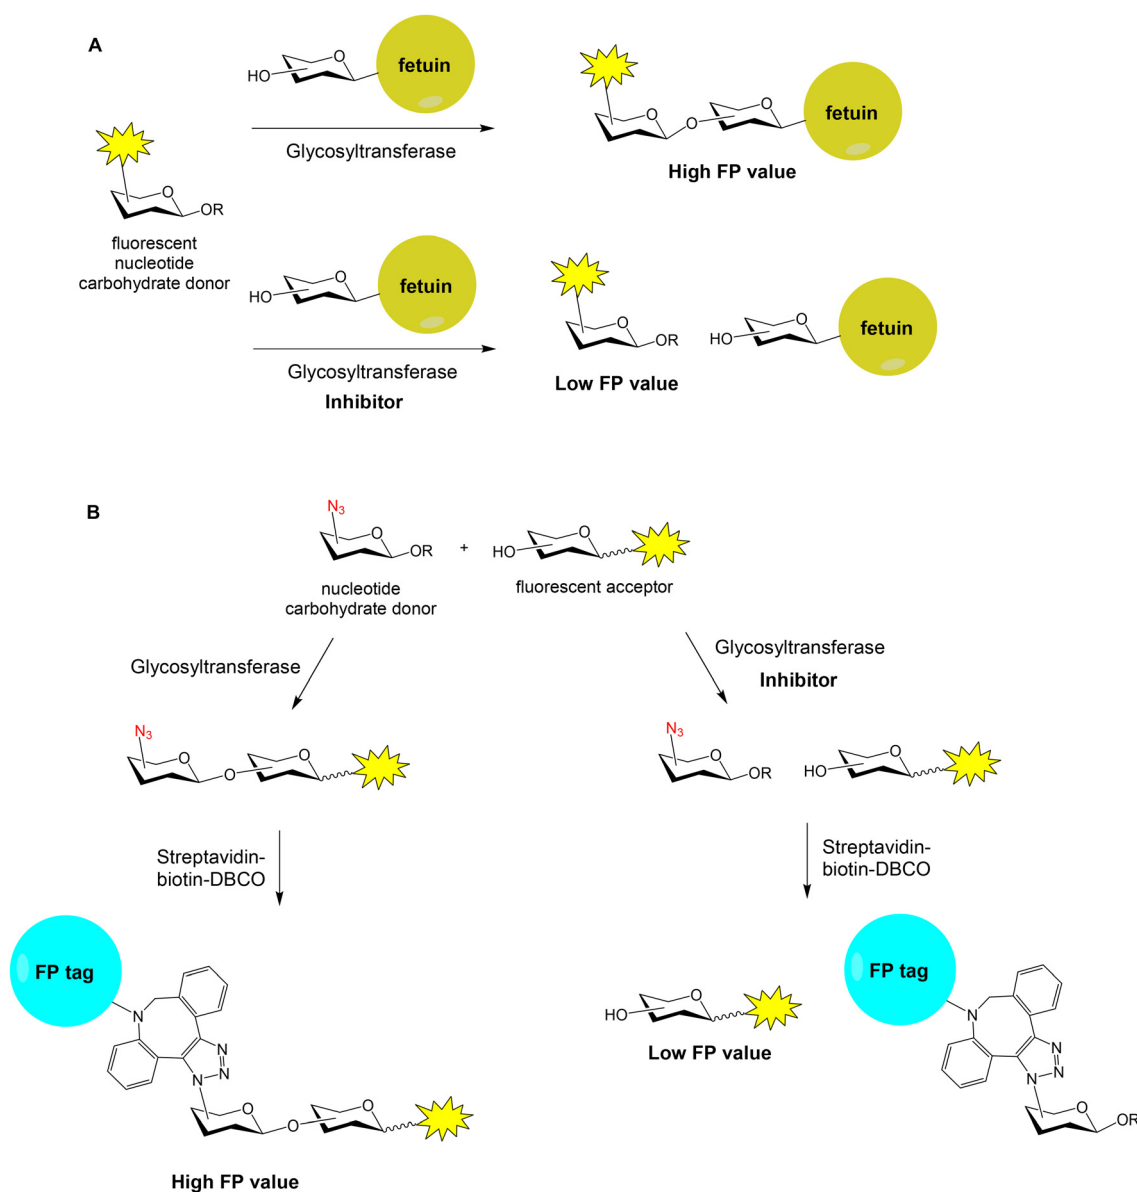 A
HO
fetuin
Glycosyltransferase
O
OR
fluorescent
nucleotide
carbohydrate donor
O
O
O
fetuin
High FP value
HO
O
fetuin
Glycosyltransferase
Inhibitor
O
OR
Low FP value
HO
O
fetuin
B
N3
O
OR
nucleotide
carbohydrate donor
+
HO
O
fluorescent acceptor
Glycosyltransferase
Glycosyltransferase
Inhibitor
N3
O
O
O
N3
O
OR
HO
O
Streptavidin-
biotin-DBCO
Streptavidin-
biotin-DBCO
FP tag
N
N
N
N
O
O
O
High FP value
HO
O
Low FP value
FP tag
N
N
N
N
O
OR